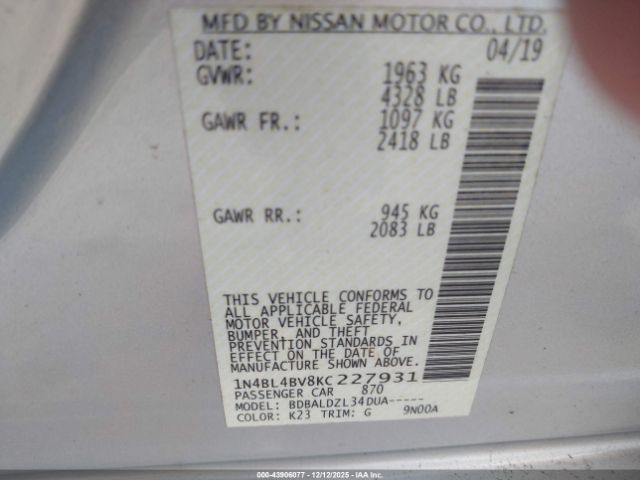 MFD BY NISSAN MOTOR CO., LTD.
DATE: 04/19
GVWR: 1963 KG
4328 LB
GAWR FR.: 1097 KG
2418 LB
GAWR RR.: 945 KG
2083 LB
THIS VEHICLE CONFORMS TO
ALL APPLICABLE FEDERAL
MOTOR VEHICLE SAFETY,
BUMPER, AND THEFT
PREVENTION STANDARDS IN
EFFECT ON THE DATE OF
MANUFACTURE SHOWN ABOVE.
1N4BL4BV8KC227931
PASSENGER CAR 870
MODEL: BDBALDZL34DUA-----
COLOR: K23 TRIM: G 9N00A
000-43906077 - 12/12/2025 - IAAI.COM